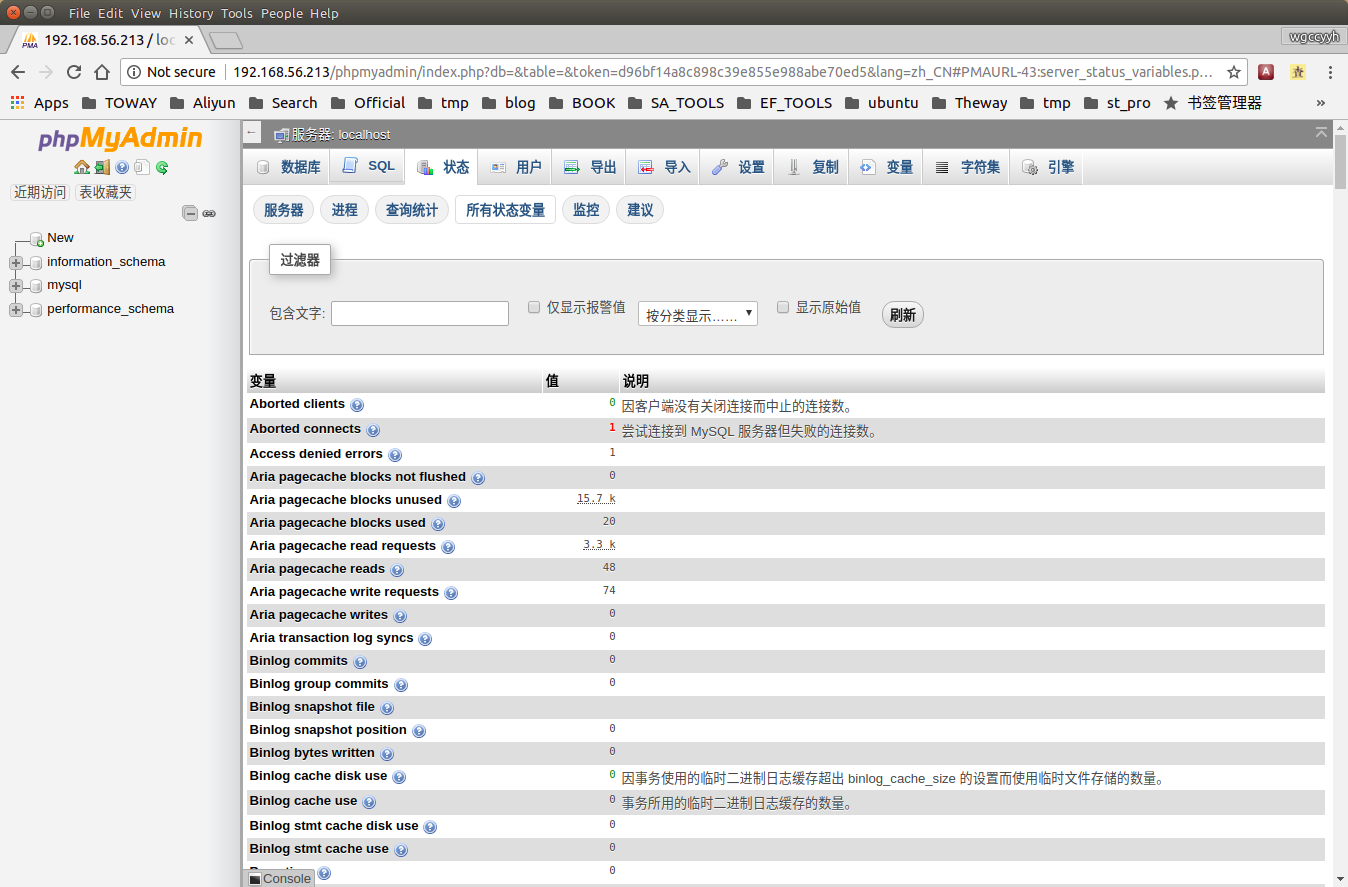 File Edit View History Tools People Help
PMA 192.168.56.213 / loc
wgccyyh
Not secure 192.168.56.213/phpmyadmin/index.php?db=&table=&token=d96bf14a8c898c39e855e988abe70ed5&lang=zh_CN#PMAURL-43:server_status_variables.p...
Apps TOWAY Aliyun Search Official tmp blog BOOK SA_TOOLS EF_TOOLS ubuntu Theway tmp st_pro 书签管理器 »
phpMyAdmin
近期访问 表收藏夹
New
information_schema
mysql
performance_schema
服务器: localhost
数据库 SQL 状态 用户 导出 导入 设置 复制 变量 字符集 引擎
服务器 进程 查询统计 所有状态变量 监控 建议
过滤器
包含文字: 仅显示报警值 按分类显示…… 显示原始值 刷新
变量 值 说明
Aborted clients 0 因客户端没有关闭连接而中止的连接数。
Aborted connects 1 尝试连接到 MySQL 服务器但失败的连接数。
Access denied errors 1
Aria pagecache blocks not flushed 0
Aria pagecache blocks unused 15.7 k
Aria pagecache blocks used 20
Aria pagecache read requests 3.3 k
Aria pagecache reads 48
Aria pagecache write requests 74
Aria pagecache writes 0
Aria transaction log syncs 0
Binlog commits 0
Binlog group commits 0
Binlog snapshot file
Binlog snapshot position 0
Binlog bytes written 0
Binlog cache disk use 0 因事务使用的临时二进制日志缓存超出 binlog_cache_size 的设置而使用临时文件存储的数量。
Binlog cache use 0 事务所用的临时二进制日志缓存的数量。
Binlog stmt cache disk use 0
Binlog stmt cache use 0
0
Console